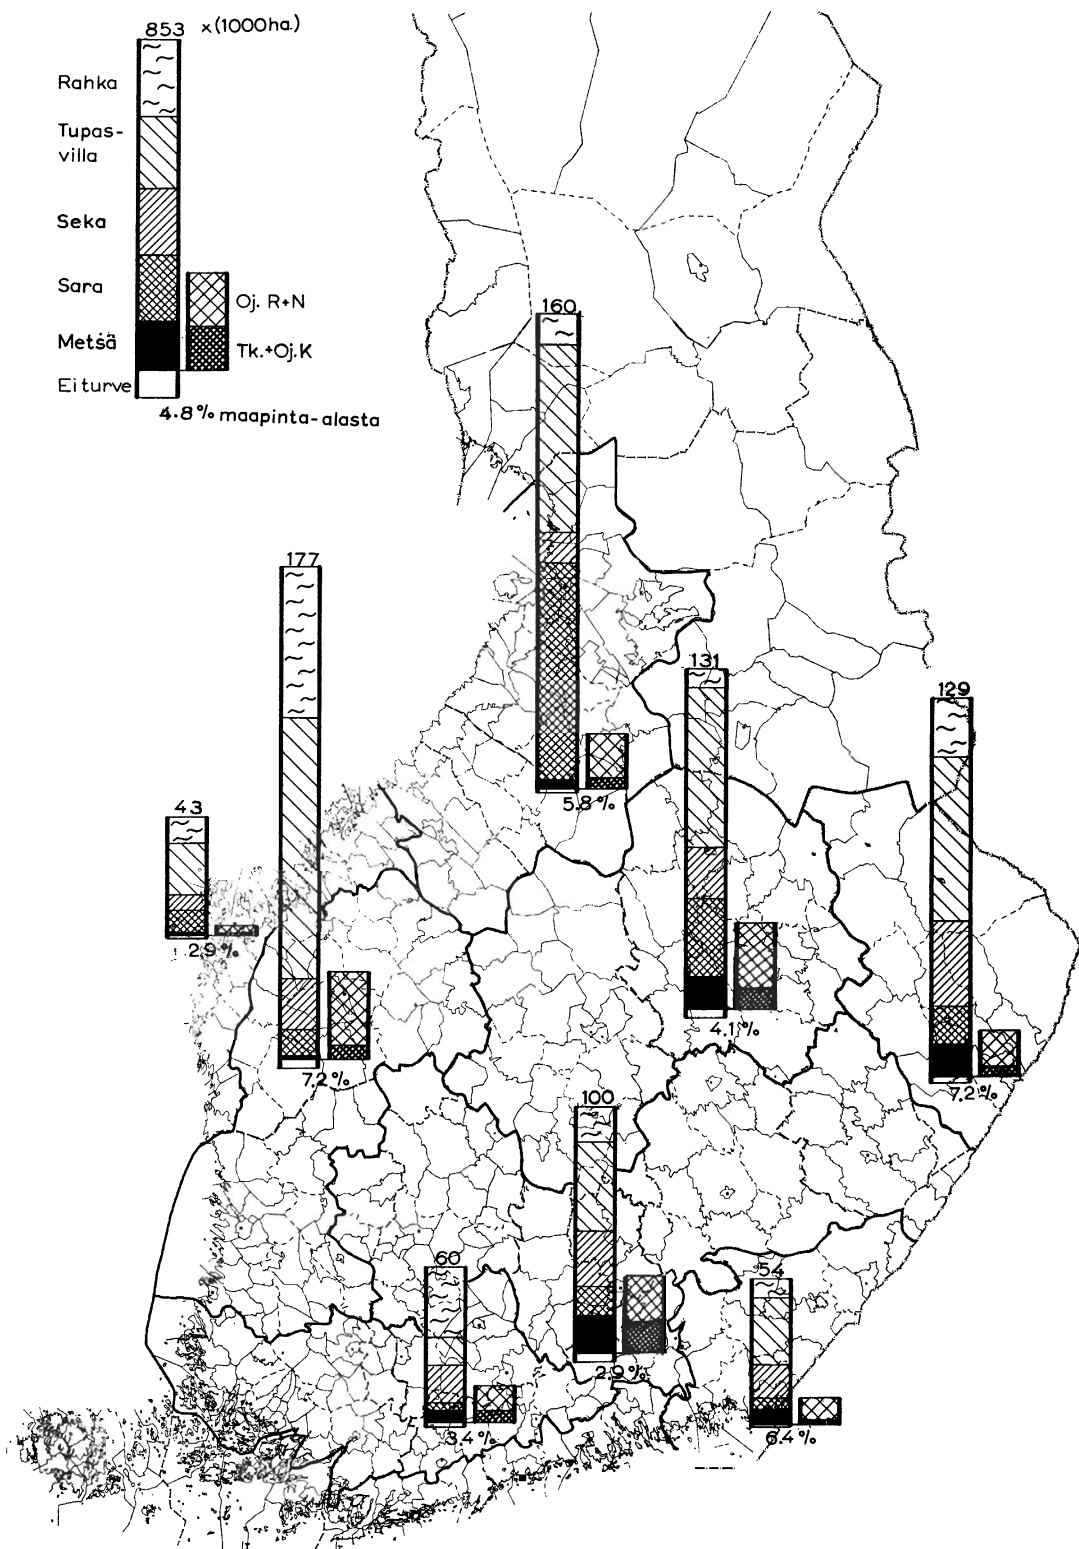 853 x(1000ha.)
Rahka
Tupas-
villa
Seka
Sara
Oj. R+N
Metsä
Tk.+Oj.K
Ei turve
4.8% maapinta-alasta
160
177
131
129
5.8%
43
2.9%
4.1%
7.2%
7.2%
100
60
54
2.9%
3.4%
6.4%